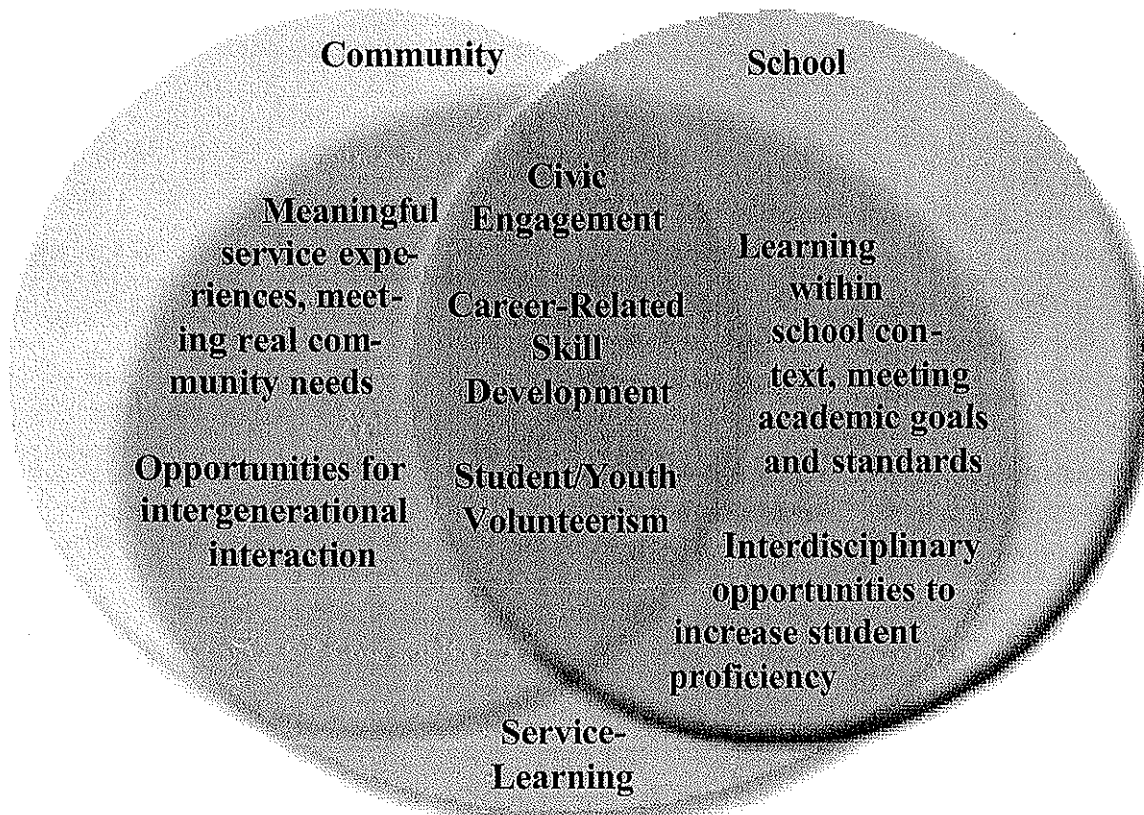 Community
School
Meaningful
service expe-
riences, meet-
ing real com-
munity needs
Opportunities for
intergenerational
interaction
Civic
Engagement
Career-Related
Skill
Development
Student/Youth
Volunteerism
Learning
within
school con-
text, meeting
academic goals
and standards
Interdisciplinary
opportunities to
increase student
proficiency
Service-
Learning